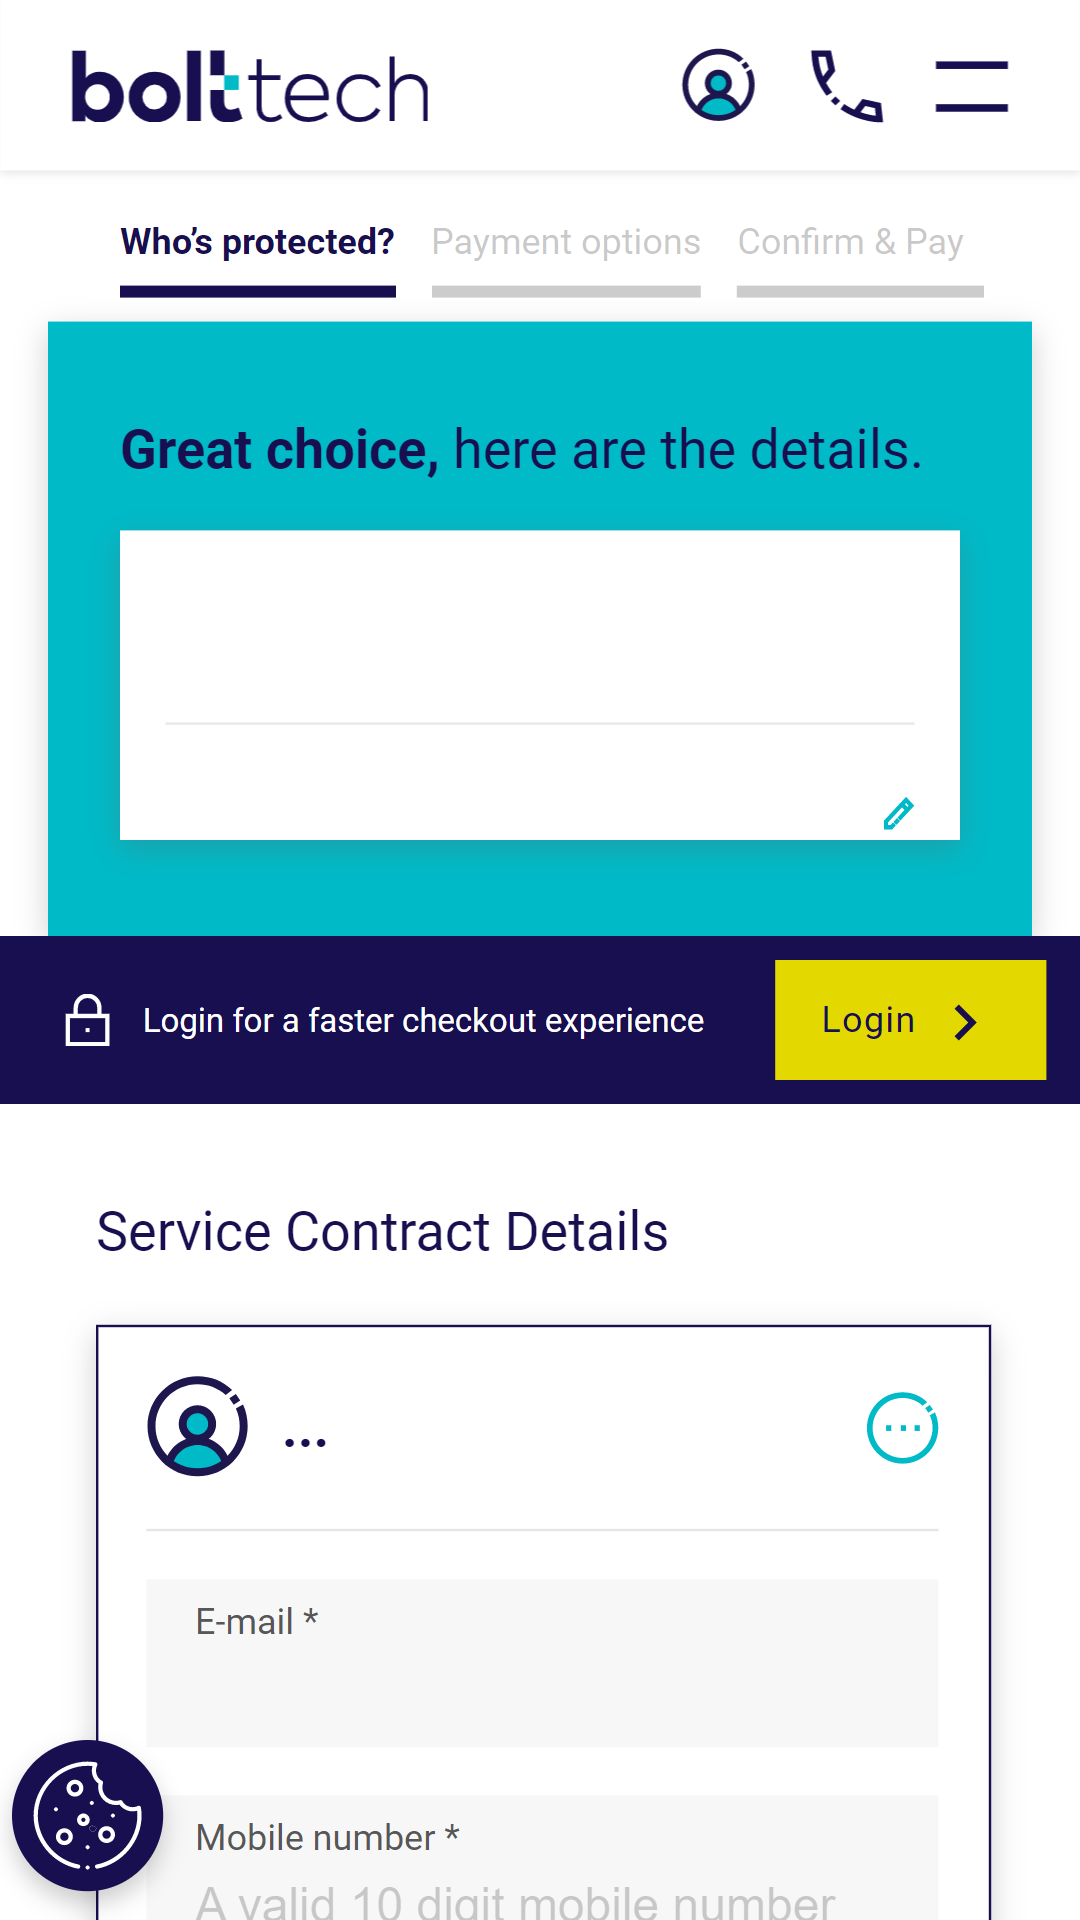 bolttech
Who’s protected? Payment options Confirm & Pay
Great choice, here are the details.
Login for a faster checkout experience Login
Service Contract Details
...
E-mail *
Mobile number *
A valid 10 digit mobile number